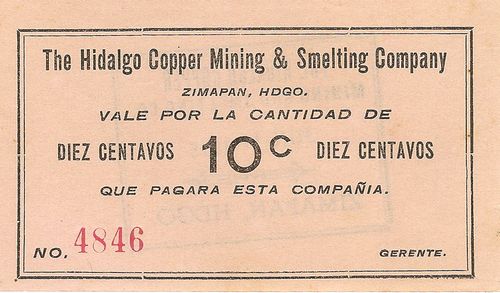 The Hidalgo Copper Mining & Smelting Company
ZIMAPAN, HDGO.
VALE POR LA CANTIDAD DE
DIEZ CENTAVOS 10c DIEZ CENTAVOS
QUE PAGARA ESTA COMPAÑIA.
NO. 4846 GERENTE.